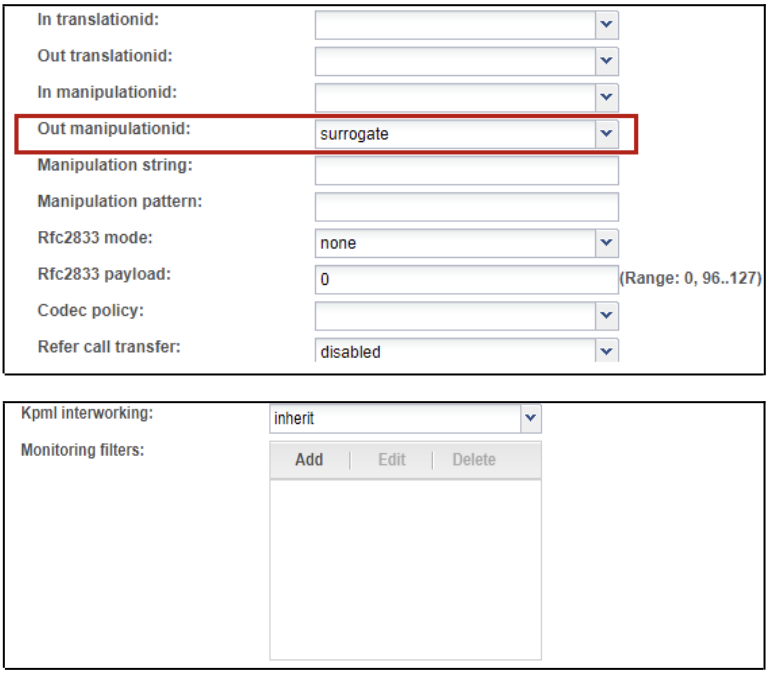 In translationid:
Out translationid:
In manipulationid:
Out manipulationid: surrogate
Manipulation string:
Manipulation pattern:
Rfc2833 mode: none
Rfc2833 payload: 0 (Range: 0, 96..127)
Codec policy:
Refer call transfer: disabled
Kpml interworking: inherit
Monitoring filters:
Add Edit Delete